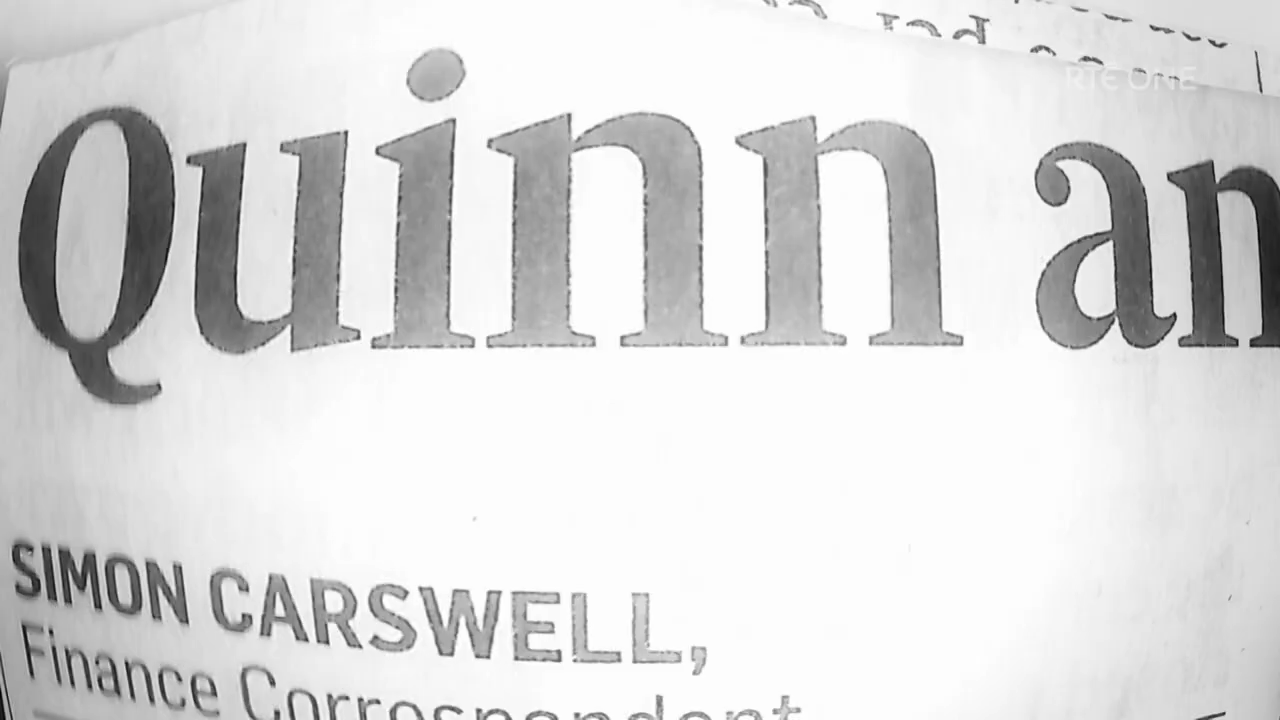 RTÉ ONE
Quinn an
SIMON CARSWELL,
Finance Correspondent